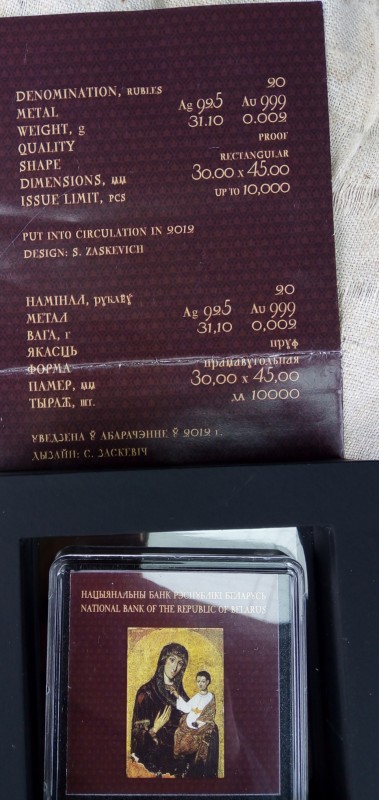 20
DENOMINATION, RUBLES
METAL Ag 925 Au 999
WEIGHT, g 31.10 0.002
QUALITY PROOF
SHAPE RECTANGULAR
DIMENSIONS, мм 30.00 x 45.00
ISSUE LIMIT, PCS UP TO 10,000
PUT INTO CIRCULATION IN 2012
DESIGN: S. ZASKEVICH
НАМІНАЛ, рублёў 20
МЕТАЛ Ag 925 Au 999
ВАГА, г 31,10 0,002
ЯКАСЦЬ пруф
ФОРМА прамавугольная
ПАМЕР, мм 30,00 x 45,00
ТЫРАЖ, шт. да 10000
УВЕДЗЕНА Ў АБАРАЧЭННЕ Ў 2012 г.
ДЫЗАЙН: С. ЗАСКЕВІЧ
НАЦЫЯНАЛЬНЫ БАНК РЭСПУБЛІКІ БЕЛАРУСЬ
NATIONAL BANK OF THE REPUBLIC OF BELARUS